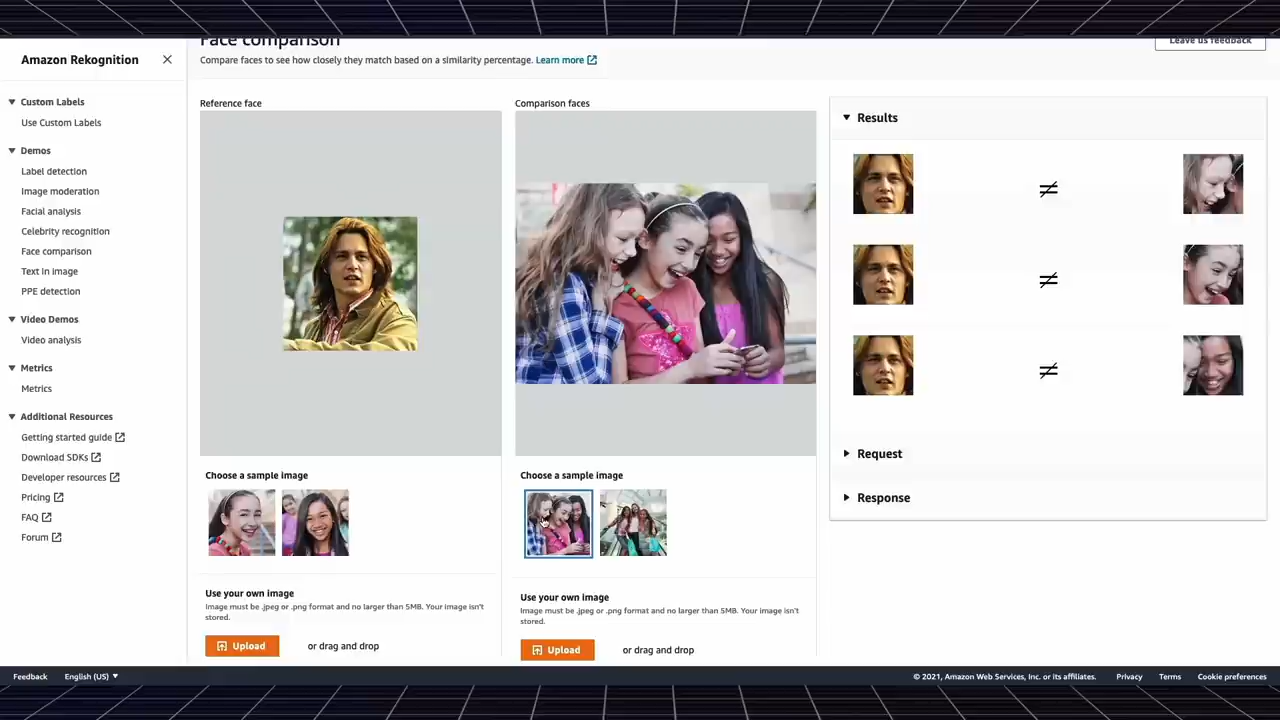 Face comparison
Leave us feedback
Amazon Rekognition
Compare faces to see how closely they match based on a similarity percentage. Learn more
Custom Labels
Use Custom Labels
Demos
Label detection
Image moderation
Facial analysis
Celebrity recognition
Face comparison
Text in image
PPE detection
Video Demos
Video analysis
Metrics
Metrics
Additional Resources
Getting started guide
Download SDKs
Developer resources
Pricing
FAQ
Forum
Reference face
Choose a sample image
Use your own image
Image must be .jpeg or .png format and no larger than 5MB. Your image isn't
stored.
Upload
or drag and drop
Comparison faces
Choose a sample image
Use your own image
Image must be .jpeg or .png format and no larger than 5MB. Your image isn't
stored.
Upload
or drag and drop
Results
≠
≠
≠
Request
Response
Feedback
English (US)
© 2021, Amazon Web Services, Inc. or its affiliates.
Privacy
Terms
Cookie preferences